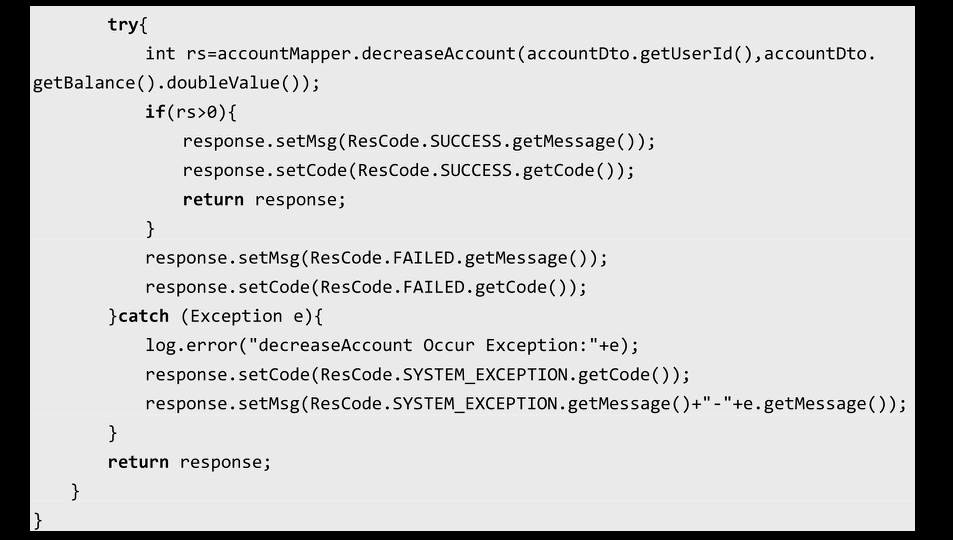 try{
int rs=accountMapper.decreaseAccount(accountDto.getUserId(),accountDto.
getBalance().doubleValue());
if(rs>0){
response.setMsg(ResCode.SUCCESS.getMessage());
response.setCode(ResCode.SUCCESS.getCode());
return response;
}
response.setMsg(ResCode.FAILED.getMessage());
response.setCode(ResCode.FAILED.getCode());
}catch (Exception e){
log.error("decreaseAccount Occur Exception:"+e);
response.setCode(ResCode.SYSTEM_EXCEPTION.getCode());
response.setMsg(ResCode.SYSTEM_EXCEPTION.getMessage()+"-"+e.getMessage());
}
return response;
}
}